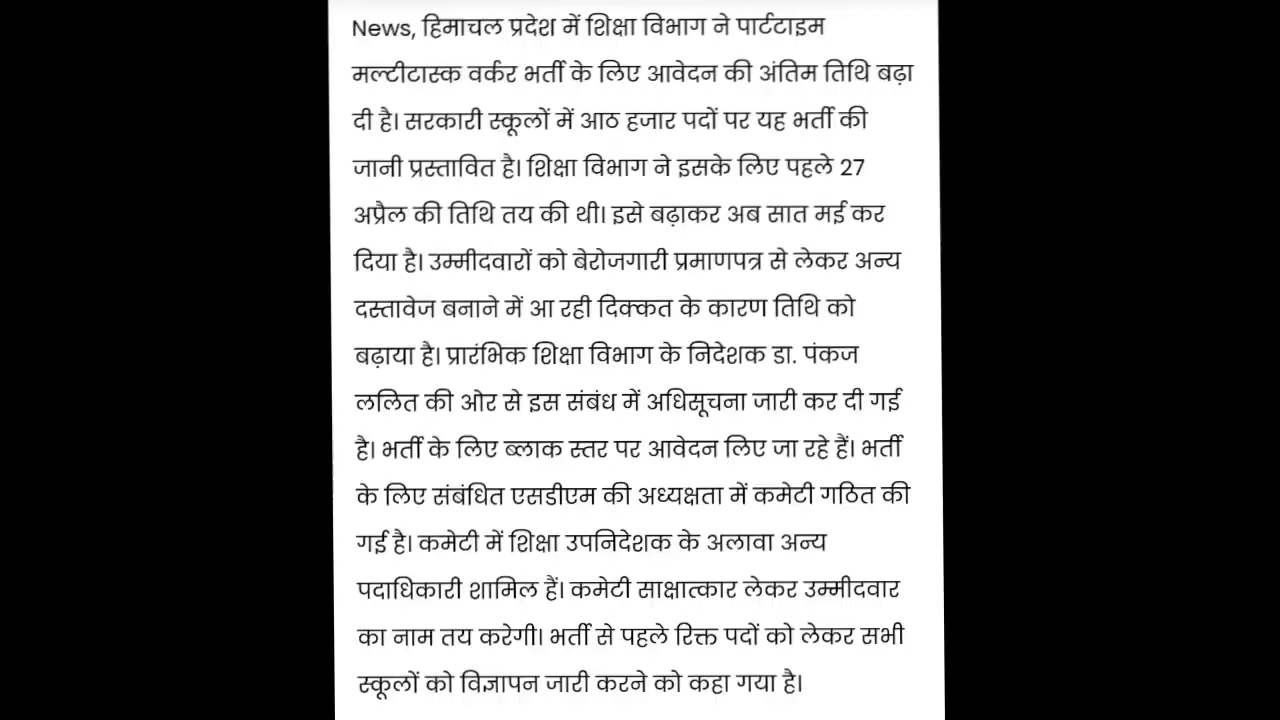 News, हिमाचल प्रदेश में शिक्षा विभाग ने पार्टटाइम
मल्टीटास्क वर्कर भर्ती के लिए आवेदन की अंतिम तिथि बढ़ा
दी है। सरकारी स्कूलों में आठ हजार पदों पर यह भर्ती की
जानी प्रस्तावित है। शिक्षा विभाग ने इसके लिए पहले 27
अप्रैल की तिथि तय की थी। इसे बढ़ाकर अब सात मई कर
दिया है। उम्मीदवारों को बेरोजगारी प्रमाणपत्र से लेकर अन्य
दस्तावेज बनाने में आ रही दिक्कत के कारण तिथि को
बढ़ाया है। प्रारंभिक शिक्षा विभाग के निदेशक डा. पंकज
ललित की ओर से इस संबंध में अधिसूचना जारी कर दी गई
है। भर्ती के लिए ब्लाक स्तर पर आवेदन लिए जा रहे हैं। भर्ती
के लिए संबंधित एसडीएम की अध्यक्षता में कमेटी गठित की
गई है। कमेटी में शिक्षा उपनिदेशक के अलावा अन्य
पदाधिकारी शामिल हैं। कमेटी साक्षात्कार लेकर उम्मीदवार
का नाम तय करेगी। भर्ती से पहले रिक्त पदों को लेकर सभी
स्कूलों को विज्ञापन जारी करने को कहा गया है।